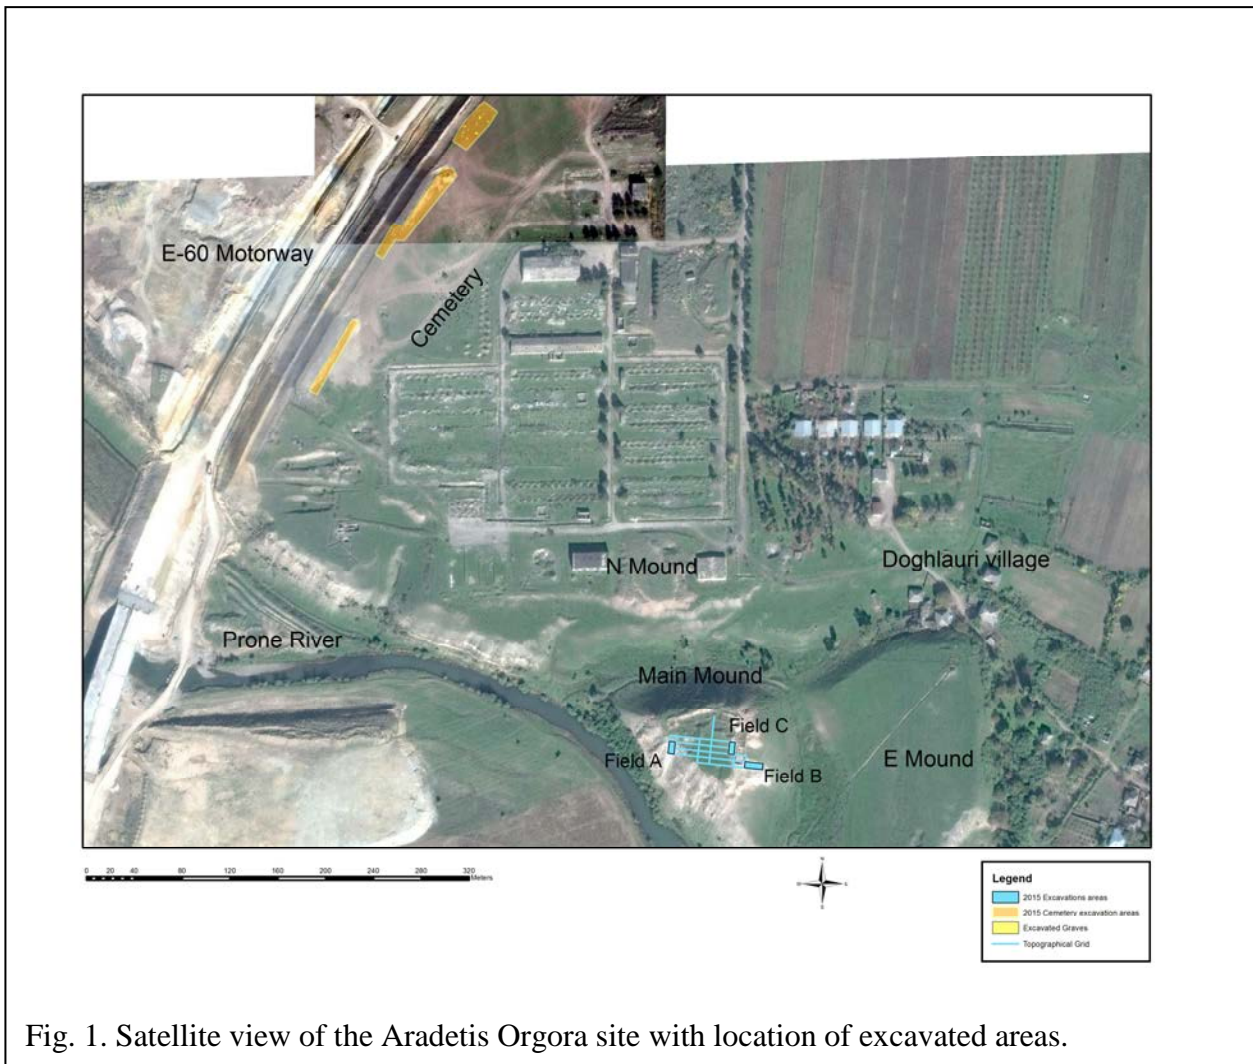 E-60 Motorway
Cemetery
N Mound
Doghlauri village
Prone River
Main Mound
Field C
Field A
Field B
E Mound
0 20 40 80 120 160 200 240 280 320
Meters
N
Legend
2015 Excavations areas
2015 Cemetery excavation areas
Excavated Graves
Topographical Grid
Fig. 1. Satellite view of the Aradetis Orgora site with location of excavated areas.